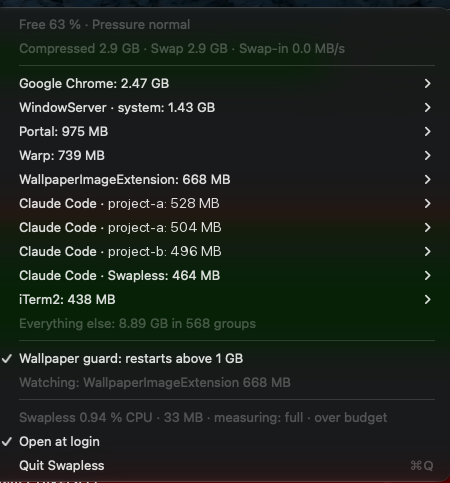 Free 63 % · Pressure normal
Compressed 2.9 GB · Swap 2.9 GB · Swap-in 0.0 MB/s
Google Chrome: 2.47 GB
WindowServer · system: 1.43 GB
Portal: 975 MB
Warp: 739 MB
WallpaperImageExtension: 668 MB
Claude Code · project-a: 528 MB
Claude Code · project-a: 504 MB
Claude Code · project-b: 496 MB
Claude Code · Swapless: 464 MB
iTerm2: 438 MB
Everything else: 8.89 GB in 568 groups
✓ Wallpaper guard: restarts above 1 GB
Watching: WallpaperImageExtension 668 MB
Swapless 0.94 % CPU · 33 MB · measuring: full · over budget
✓ Open at login
Quit Swapless ⌘Q